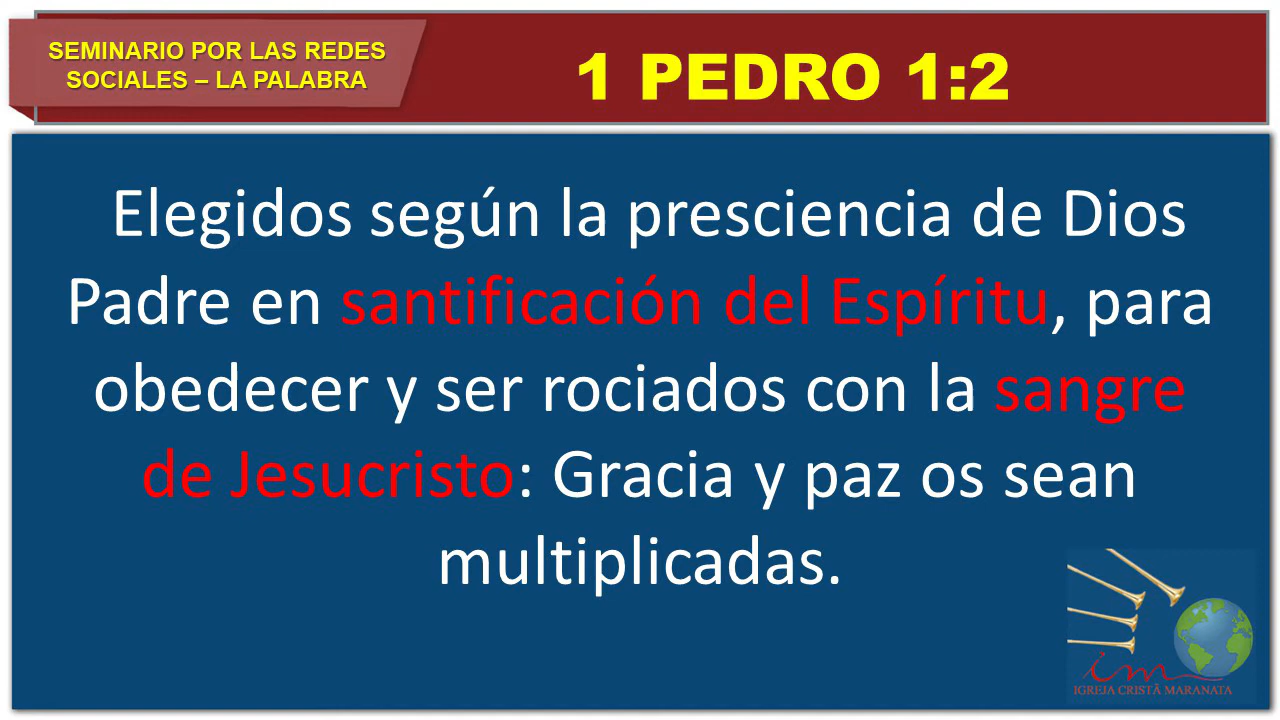 SEMINARIO POR LAS REDES
SOCIALES – LA PALABRA
1 PEDRO 1:2
Elegidos según la presciencia de Dios
Padre en santificación del Espíritu, para
obedecer y ser rociados con la sangre
de Jesucristo: Gracia y paz os sean
multiplicadas.
im
IGREJA CRISTÃ MARANATA